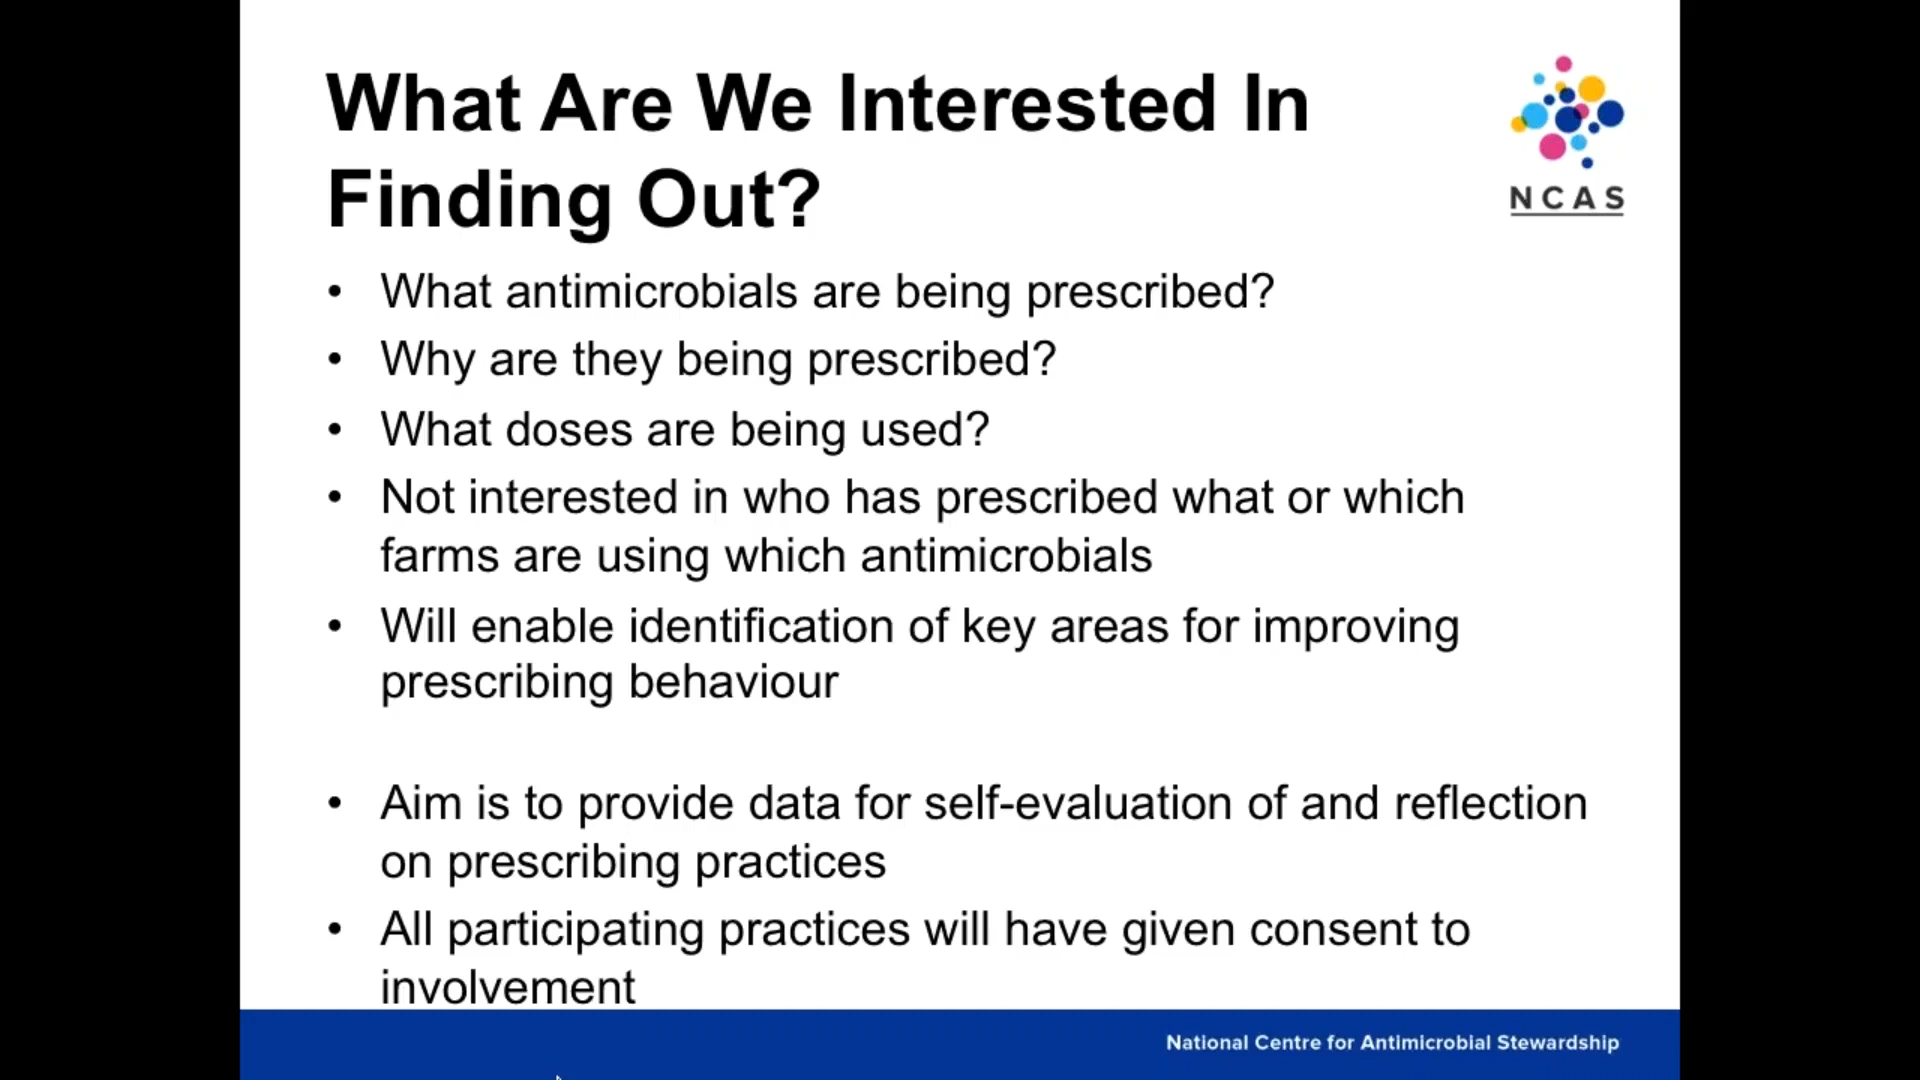 What Are We Interested In
Finding Out?
NCAS
• What antimicrobials are being prescribed?
• Why are they being prescribed?
• What doses are being used?
• Not interested in who has prescribed what or which
farms are using which antimicrobials
• Will enable identification of key areas for improving
prescribing behaviour
• Aim is to provide data for self-evaluation of and reflection
on prescribing practices
• All participating practices will have given consent to
involvement
National Centre for Antimicrobial Stewardship